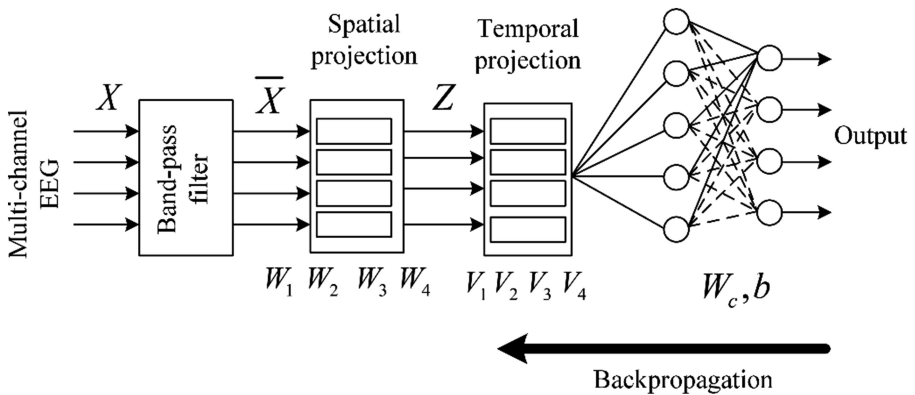 Spatial
projection
Temporal
projection
X
X̅
Z
Multi-channel
EEG
Band-pass
filter
Output
W₁ W₂ W₃ W₄
V₁ V₂ V₃ V₄
W_c, b
Backpropagation